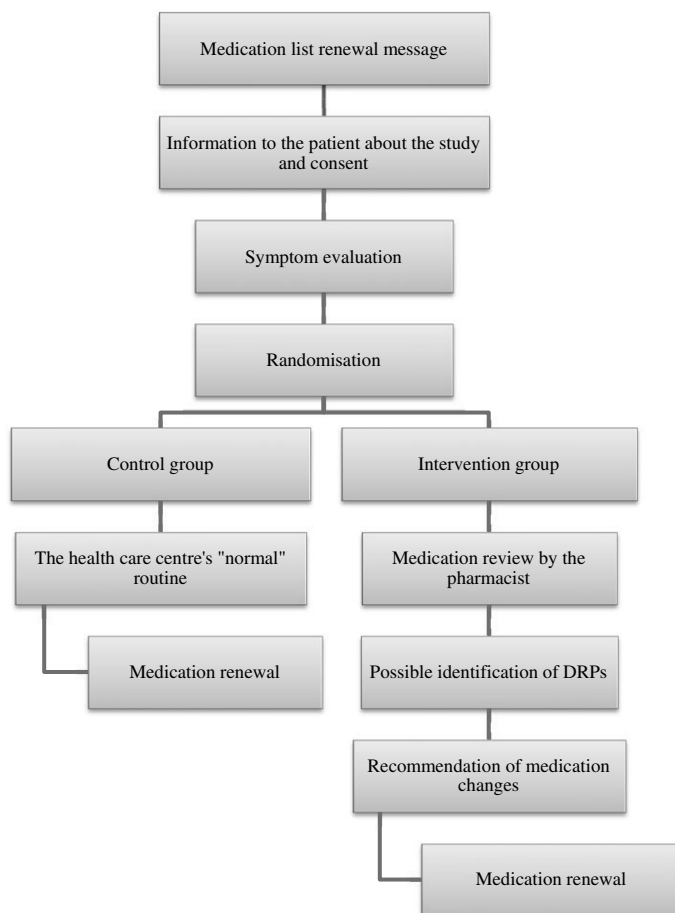 Medication list renewal message
Information to the patient about the study
and consent
Symptom evaluation
Randomisation
Control group
Intervention group
The health care centre's "normal"
routine
Medication review by the
pharmacist
Medication renewal
Possible identification of DRPs
Recommendation of medication
changes
Medication renewal